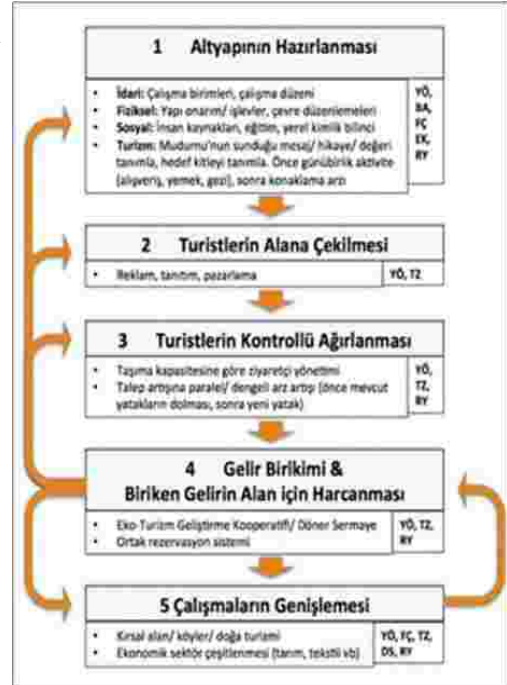 1 Altyapının Hazırlanması
• İdari: Çalışma birimleri, çalışma düzeni
• Fiziksel: Yapı onarım/ işlevler, çevre düzenlemeleri
• Sosyal: İnsan kaynakları, eğitim, yerel kimlik bilinci
• Turizm: Mudurnu'nun sunduğu mesaj/ hikaye/ değeri
tanımla, hedef kitleyi tanımla. Önce günübirlik aktivite
(alışveriş, yemek, gezi), sonra konaklama arzı
YÖ,
BA,
FÇ
EK,
RY
2 Turistlerin Alana Çekilmesi
• Reklam, tanıtım, pazarlama
YÖ, TZ
3 Turistlerin Kontrollü Ağırlanması
• Taşıma kapasitesine göre ziyaretçi yönetimi
• Talep artışına paralel/ dengeli arz artışı (önce mevcut
yatakların dolması, sonra yeni yatak)
YÖ,
TZ,
RY
4 Gelir Birikimi &
Biriken Gelirin Alan için Harcanması
• Eko-Turizm Geliştirme Kooperatifi/ Döner Sermaye
• Ortak rezervasyon sistemi
YÖ, TZ,
RY
5 Çalışmaların Genişlemesi
• Kırsal alan/ köyler/ doğa turizmi
• Ekonomik sektör çeşitlenmesi (tarım, tekstil vb)
YÖ, FÇ, TZ,
DS, RY